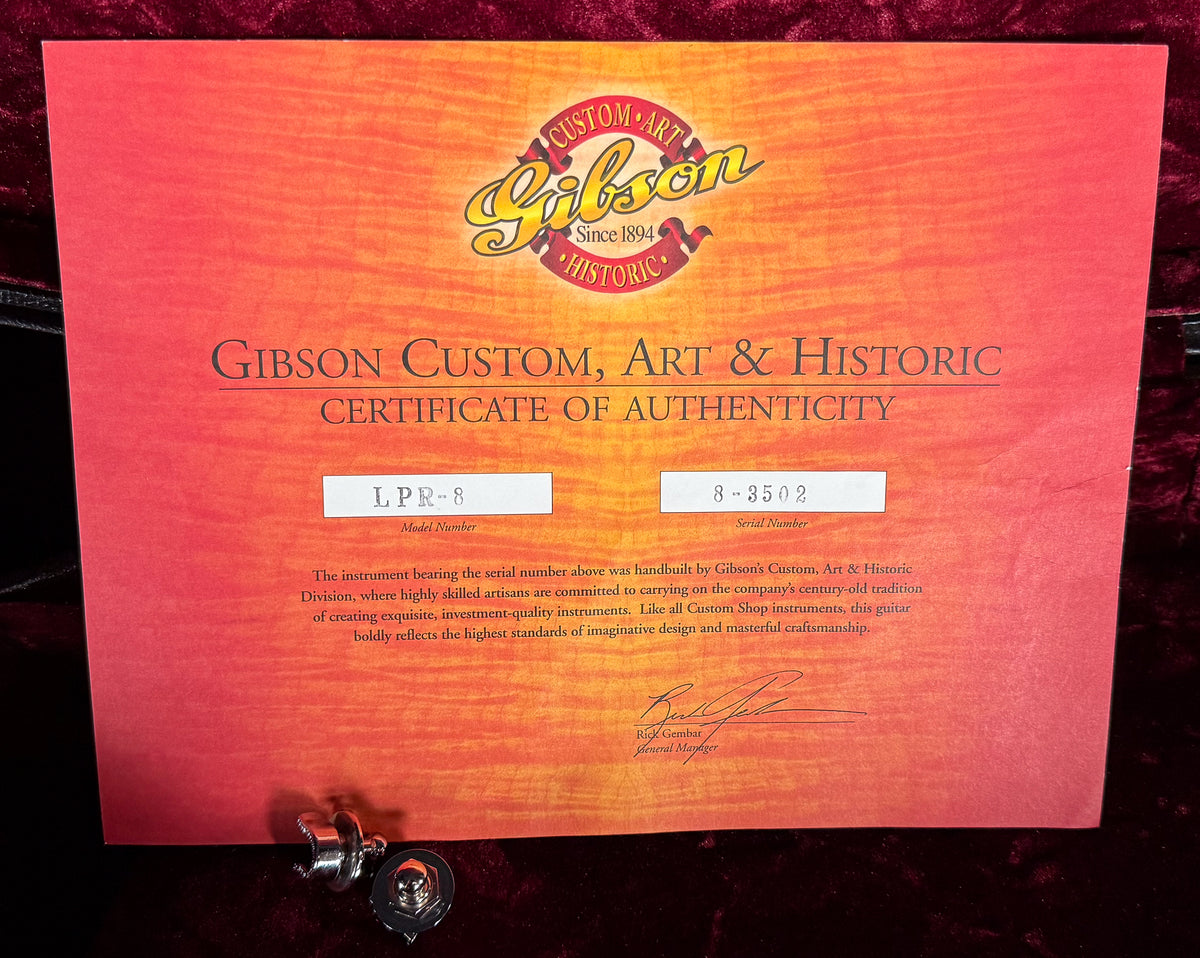 CUSTOM • ART
Gibson
Since 1894
• HISTORIC •
GIBSON CUSTOM, ART & HISTORIC
CERTIFICATE OF AUTHENTICITY
LPR-8
8-3502
Model Number
Serial Number
The instrument bearing the serial number above was handbuilt by Gibson's Custom, Art & Historic
Division, where highly skilled artisans are committed to carrying on the company's century-old tradition
of creating exquisite, investment-quality instruments. Like all Custom Shop instruments, this guitar
boldly reflects the highest standards of imaginative design and masterful craftsmanship.
Rick Gembar
General Manager